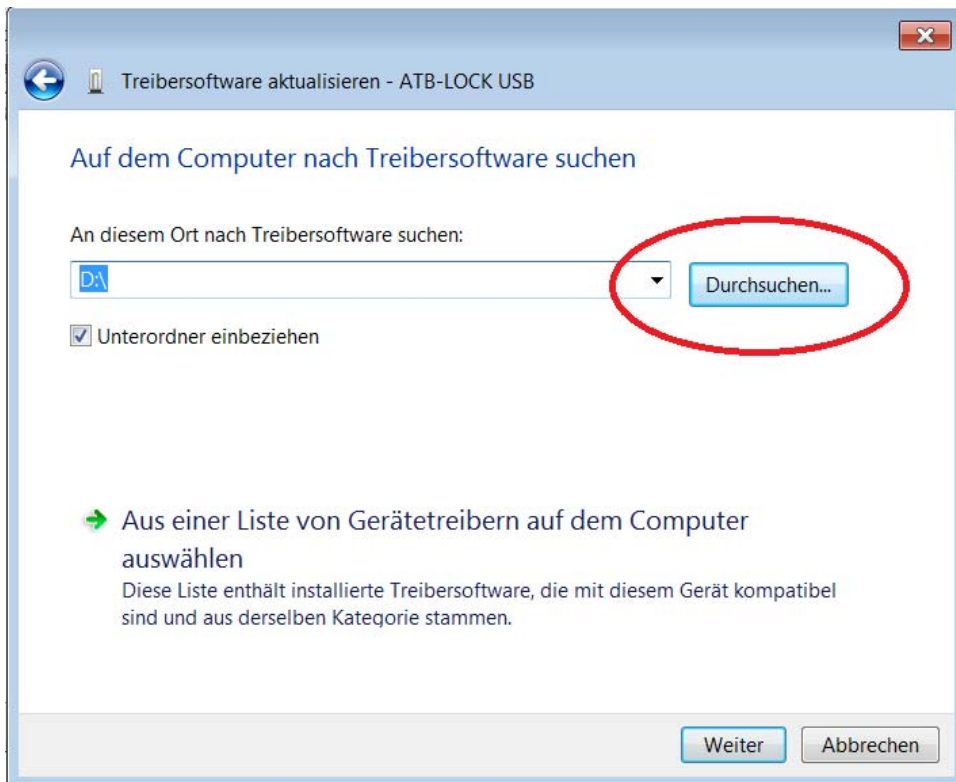 Treibersoftware aktualisieren - ATB-LOCK USB
Auf dem Computer nach Treibersoftware suchen
An diesem Ort nach Treibersoftware suchen:
D:\
Durchsuchen...
Unterordner einbeziehen
Aus einer Liste von Gerätetreibern auf dem Computer
auswählen
Diese Liste enthält installierte Treibersoftware, die mit diesem Gerät kompatibel
sind und aus derselben Kategorie stammen.
Weiter
Abbrechen